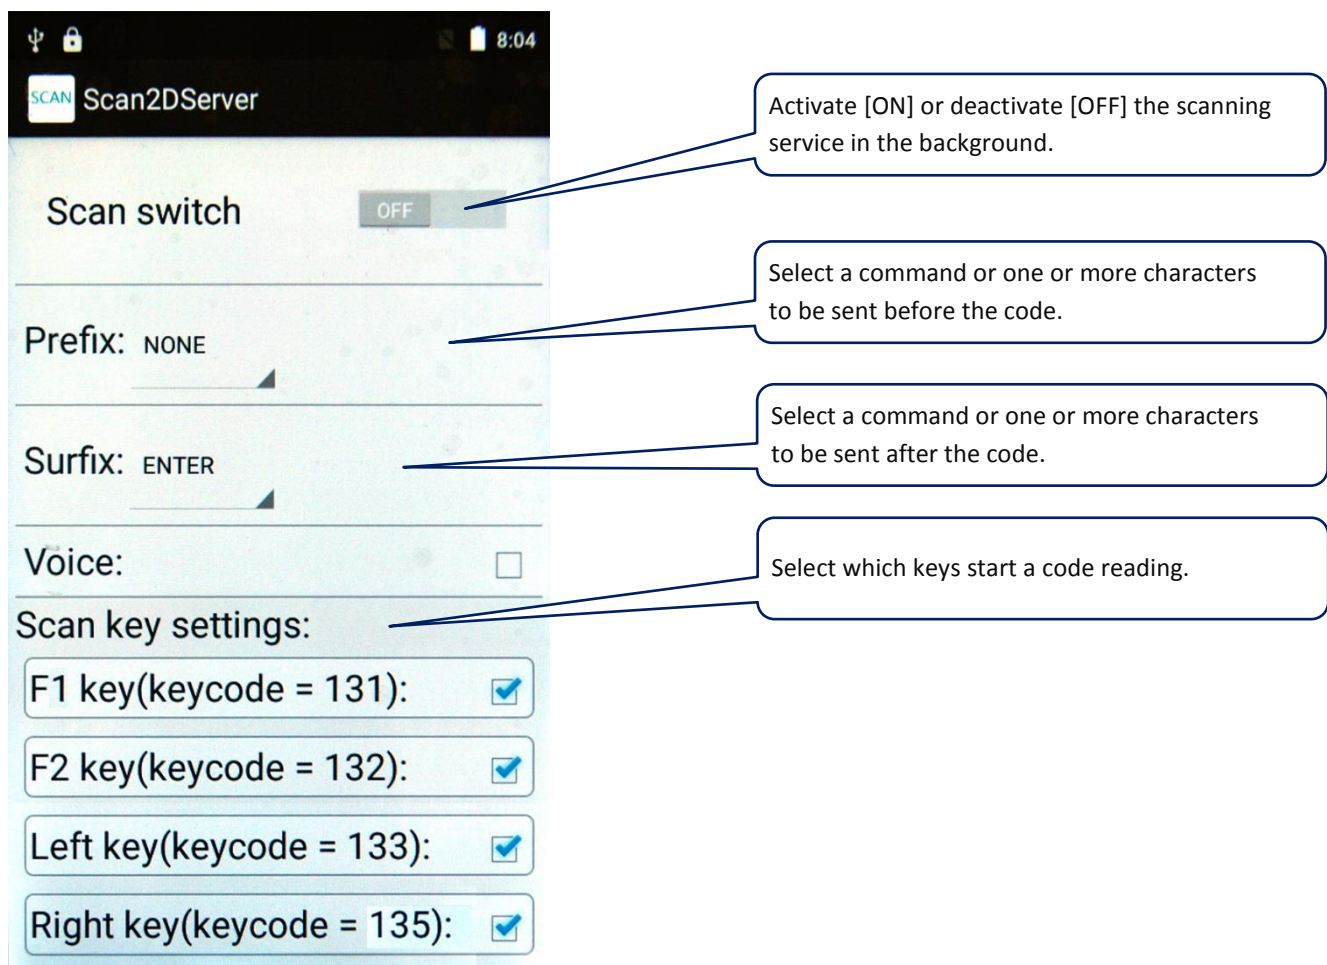 8:04
SCAN Scan2DServer
Scan switch OFF
Prefix: NONE
Surfix: ENTER
Voice:
Scan key settings:
F1 key(keycode = 131):
F2 key(keycode = 132):
Left key(keycode = 133):
Right key(keycode = 135):
Activate [ON] or deactivate [OFF] the scanning
service in the background.
Select a command or one or more characters
to be sent before the code.
Select a command or one or more characters
to be sent after the code.
Select which keys start a code reading.